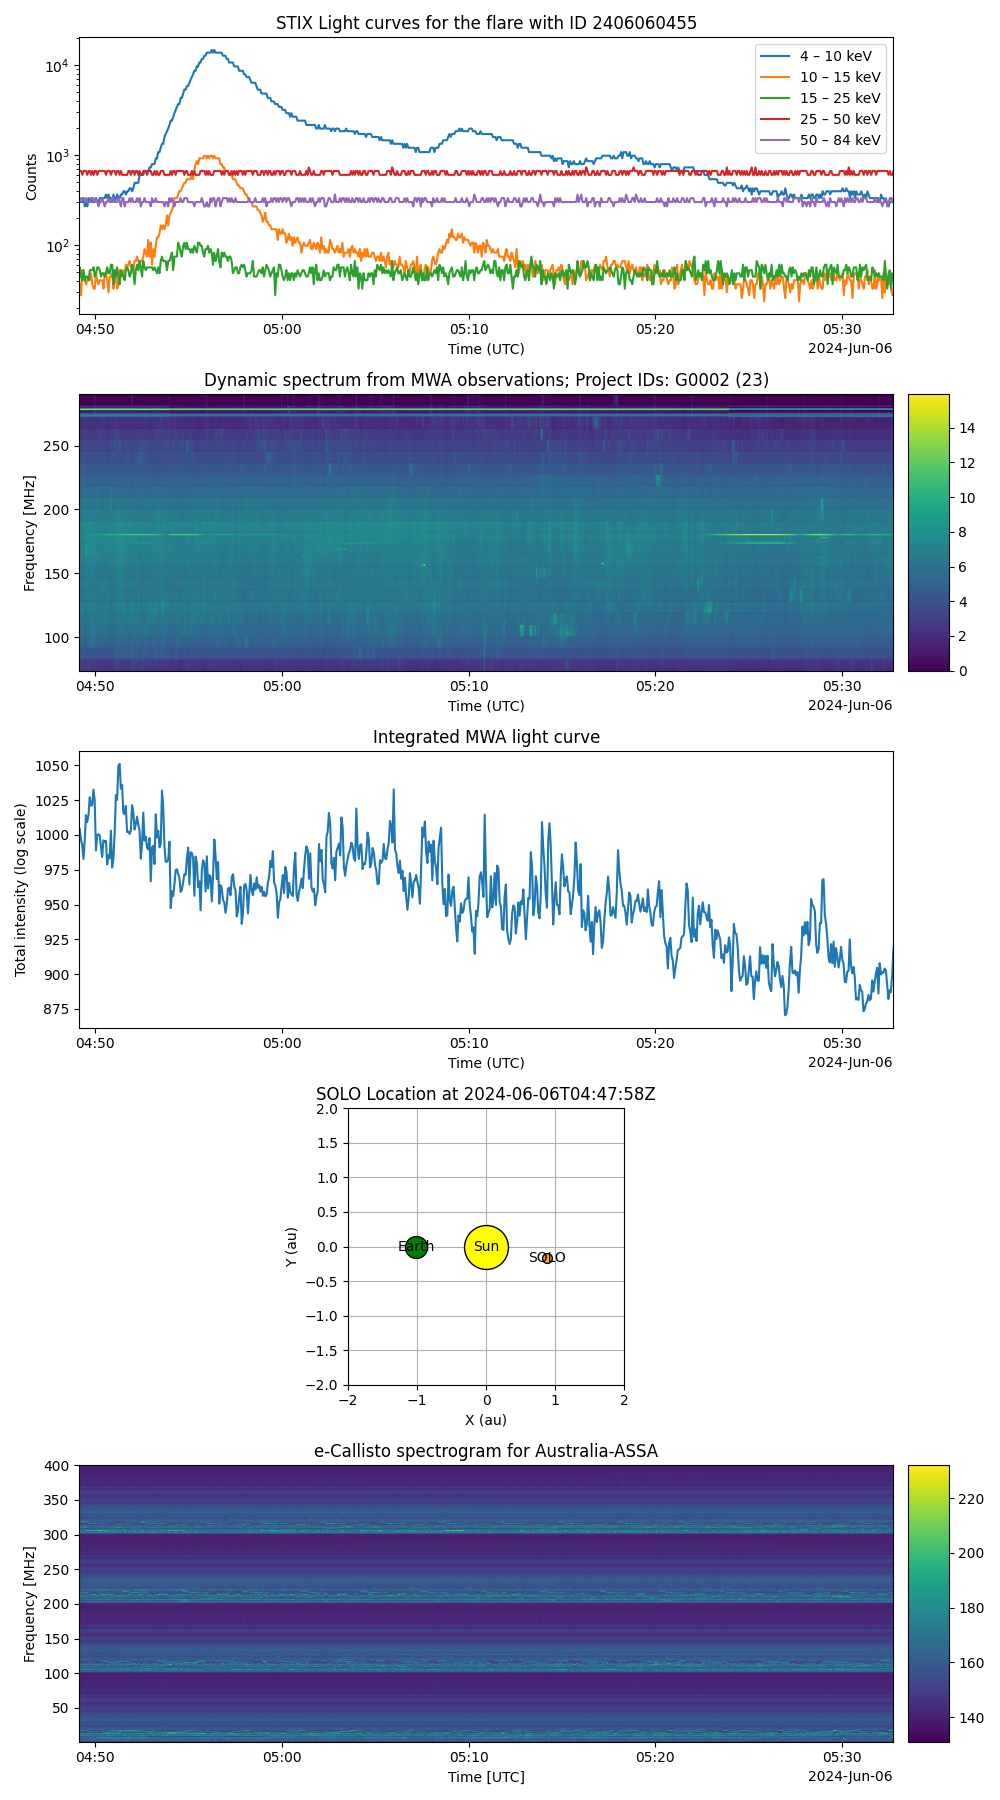 STIX Light curves for the flare with ID 2406060455
10⁴
10³
10²
Counts
4 – 10 keV
10 – 15 keV
15 – 25 keV
25 – 50 keV
50 – 84 keV
04:50 05:00 05:10 05:20 05:30
Time (UTC)
2024-Jun-06
Dynamic spectrum from MWA observations; Project IDs: G0002 (23)
250
200
150
100
Frequency [MHz]
14
12
10
8
6
4
2
0
04:50 05:00 05:10 05:20 05:30
Time (UTC)
2024-Jun-06
Integrated MWA light curve
1050
1025
1000
975
950
925
900
875
Total intensity (log scale)
04:50 05:00 05:10 05:20 05:30
Time (UTC)
2024-Jun-06
SOLO Location at 2024-06-06T04:47:58Z
2.0
1.5
1.0
0.5
0.0
−0.5
−1.0
−1.5
−2.0
Y (au)
Earth
Sun
SOLO
−2 −1 0 1 2
X (au)
e-Callisto spectrogram for Australia-ASSA
400
350
300
250
200
150
100
50
Frequency [MHz]
220
200
180
160
140
04:50 05:00 05:10 05:20 05:30
Time [UTC]
2024-Jun-06